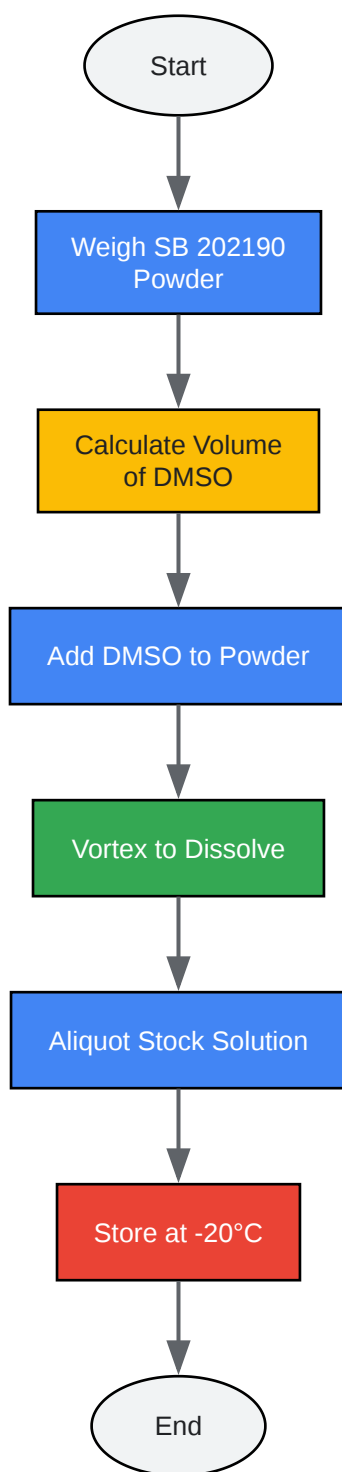 Start
Weigh SB 202190
Powder
Calculate Volume
of DMSO
Add DMSO to Powder
Vortex to Dissolve
Aliquot Stock Solution
Store at -20°C
End